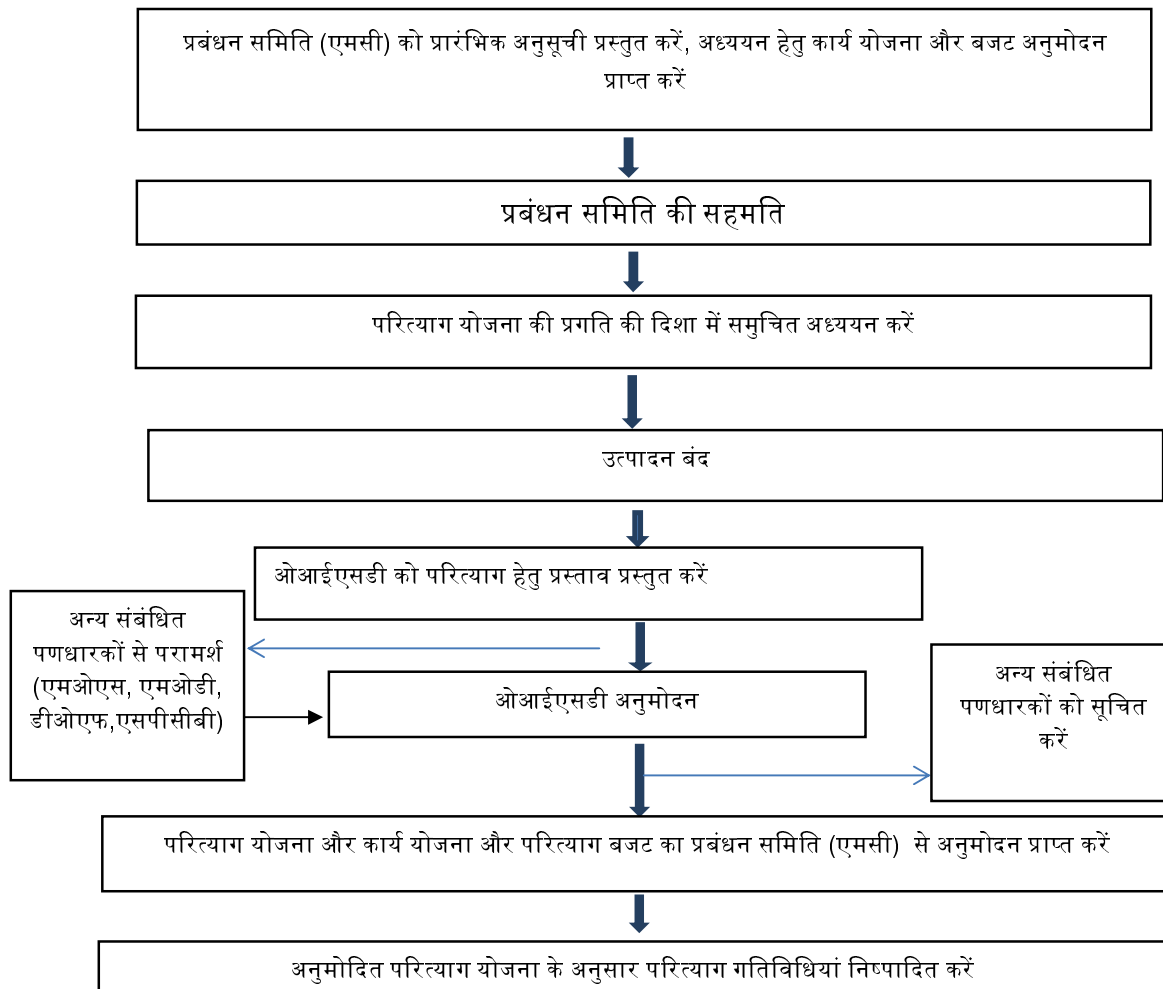 प्रबंधन समिति (एमसी) को प्रारंभिक अनुसूची प्रस्तुत करें, अध्ययन हेतु कार्य योजना और बजट अनुमोदन
प्राप्त करें
प्रबंधन समिति की सहमति
परित्याग योजना की प्रगति की दिशा में समुचित अध्ययन करें
उत्पादन बंद
ओआईएसडी को परित्याग हेतु प्रस्ताव प्रस्तुत करें
अन्य संबंधित
पणधारकों से परामर्श
(एमओएस, एमओडी,
डीओएफ,एसपीसीबी)
ओआईएसडी अनुमोदन
अन्य संबंधित
पणधारकों को सूचित
करें
परित्याग योजना और कार्य योजना और परित्याग बजट का प्रबंधन समिति (एमसी) से अनुमोदन प्राप्त करें
अनुमोदित परित्याग योजना के अनुसार परित्याग गतिविधियां निष्पादित करें